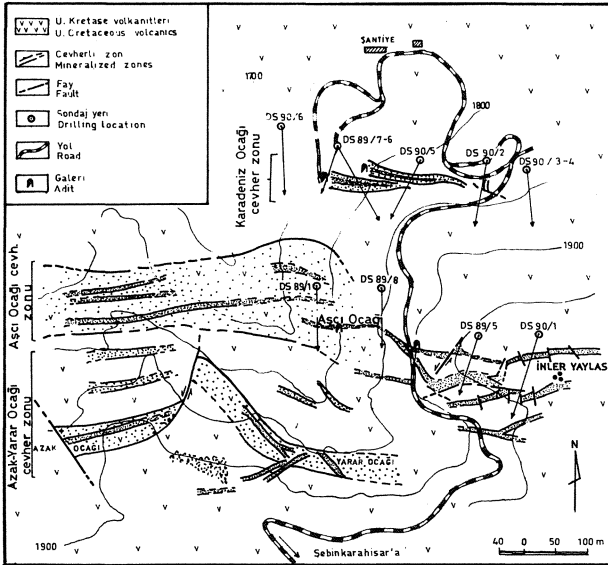 U. Kretase volkanitleri
U. Cretaceous volcanics
Cevherli zon
Mineralized zones
Fay
Fault
Sondaj yeri
Drilling location
Yol
Road
Galeri
Adit
ŞANTİYE
1700
1800
DS 90/6
DS 89/7-6
DS 90/5
DS 90/2
DS 90/3-4
Karadeniz Ocağı
cevher zonu
1900
Aşçı Ocağı cevh.
zonu
DS 89/1
DS 89/8
Aşçı Ocağı
DS 89/5
DS 90/1
İNLER YAYLASI
Azak-Yarar Ocağı
cevher zonu
AZAK OCAĞI
YARAR OCAĞI
N
1900
Şebinkarahisar'a
40 0 50 100 m